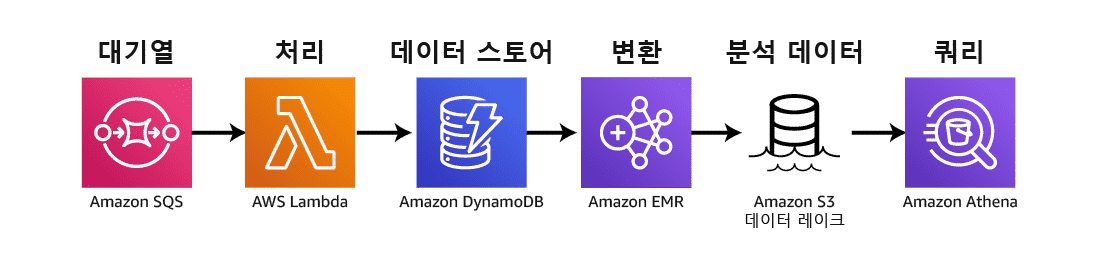 대기열
처리
데이터 스토어
변환
분석 데이터
쿼리
Amazon SQS
AWS Lambda
Amazon DynamoDB
Amazon EMR
Amazon S3
데이터 레이크
Amazon Athena